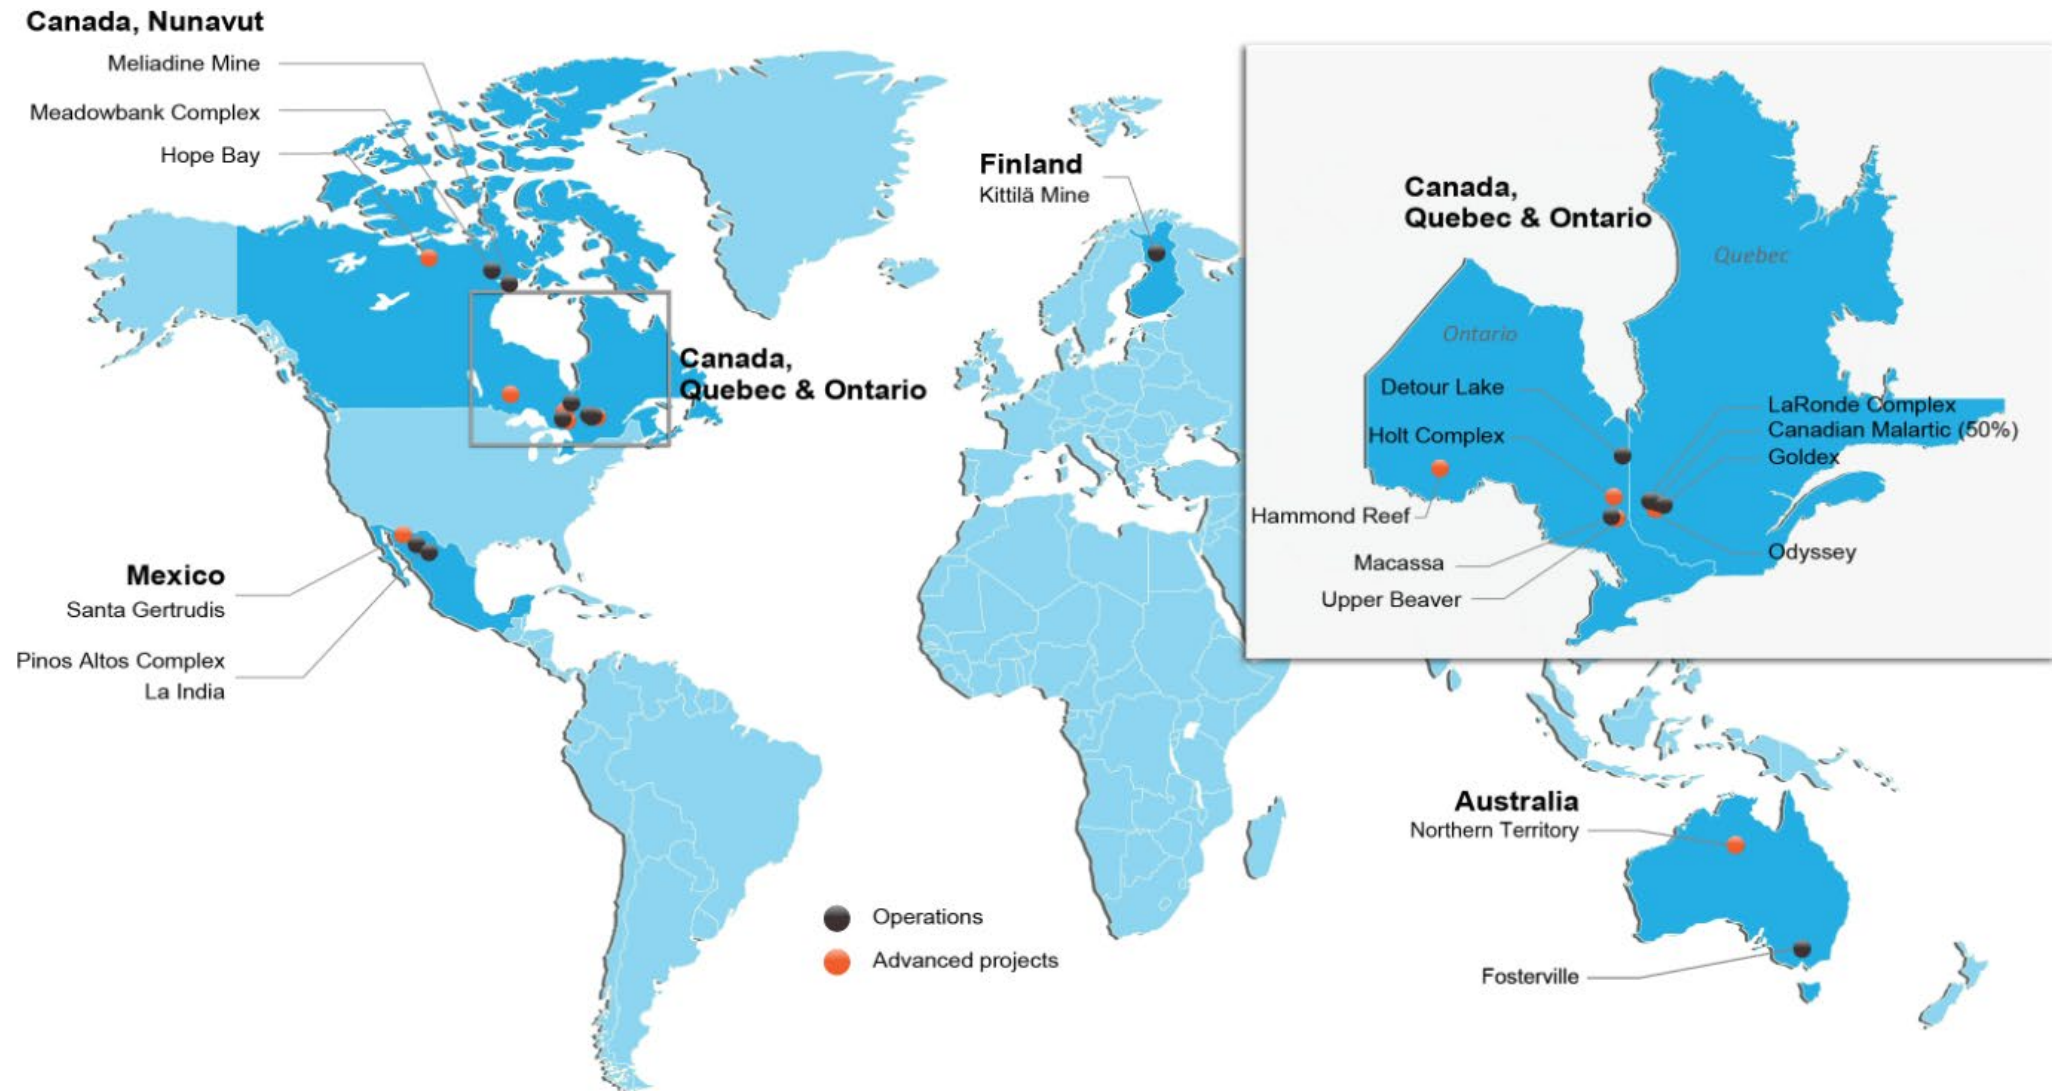 Canada, Nunavut
Meliadine Mine
Meadowbank Complex
Hope Bay
Finland
Kittilä Mine
Canada,
Quebec & Ontario
Mexico
Santa Gertrudis
Pinos Altos Complex
La India
Operations
Advanced projects
Canada,
Quebec & Ontario
Quebec
Ontario
Detour Lake
Holt Complex
Hammond Reef
Macassa
Upper Beaver
LaRonde Complex
Canadian Malartic (50%)
Goldex
Odyssey
Australia
Northern Territory
Fosterville